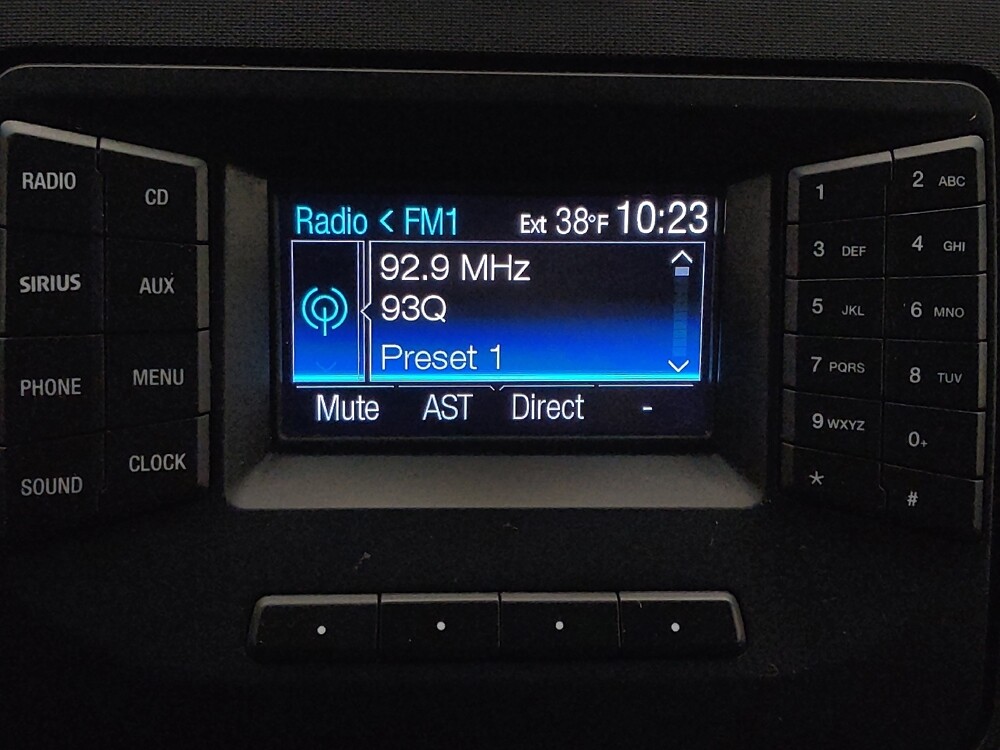 RADIO
CD
SIRIUS
AUX
PHONE
MENU
SOUND
CLOCK
Radio < FM1 Ext 38°F 10:23
92.9 MHz
93Q
Preset 1
Mute AST Direct -
1
2 ABC
3 DEF
4 GHI
5 JKL
6 MNO
7 PQRS
8 TUV
9 WXYZ
0+
*
#